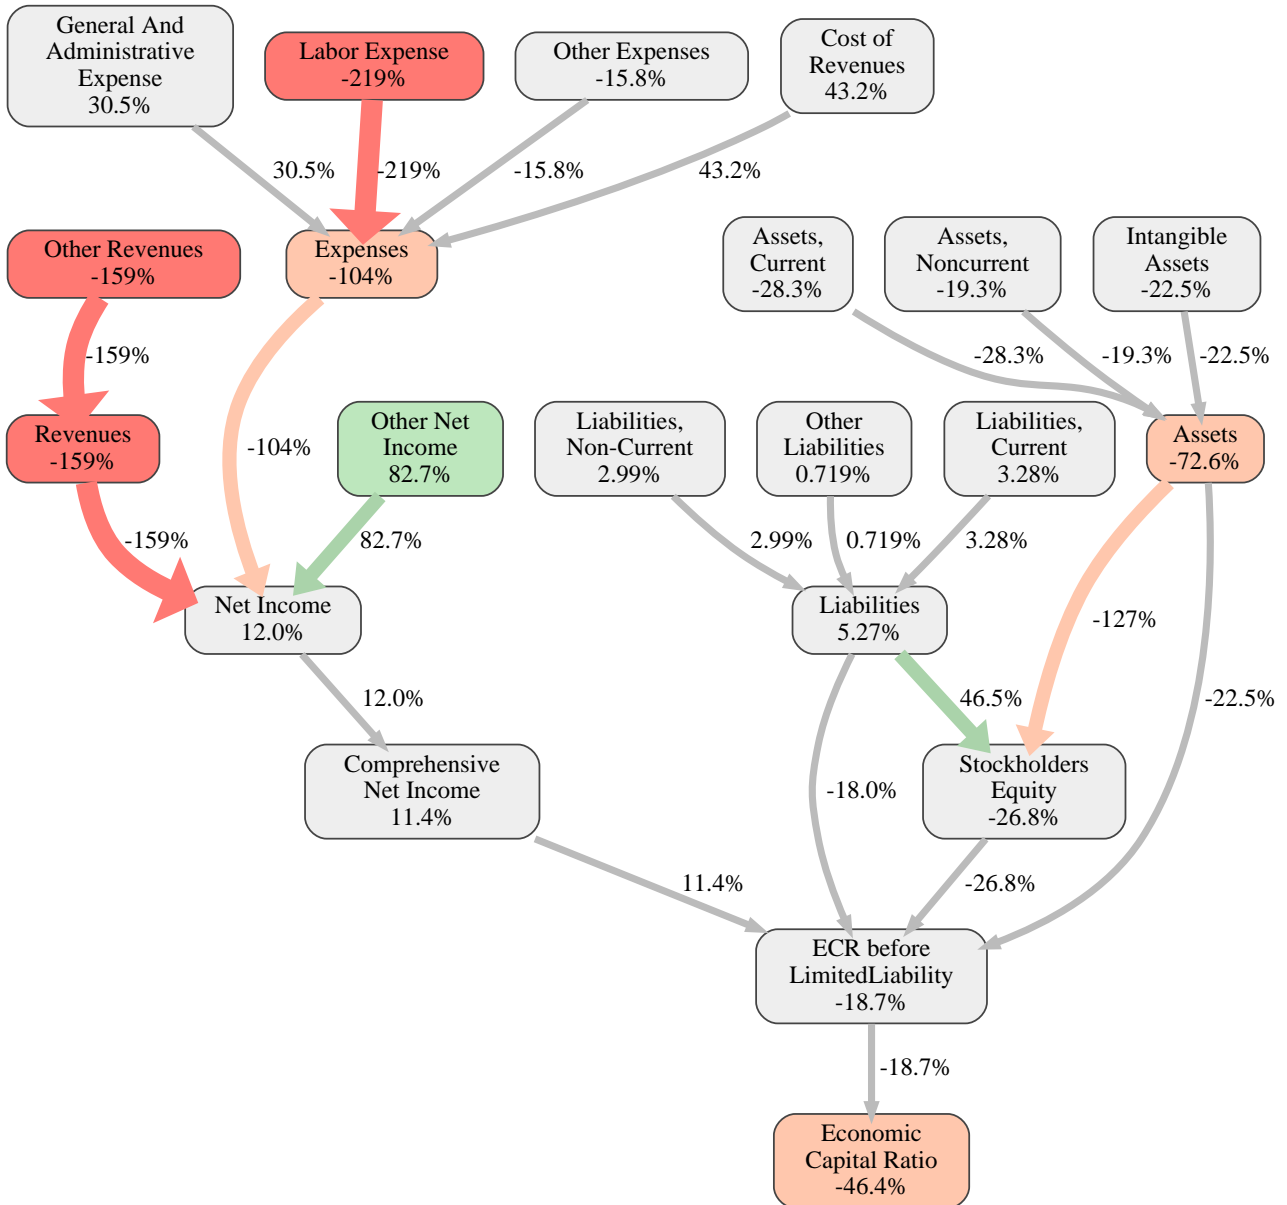 General And
Administrative
Expense
30.5%
Labor Expense
-219%
Other Expenses
-15.8%
Cost of
Revenues
43.2%
30.5%
-219%
-15.8%
43.2%
Other Revenues
-159%
Expenses
-104%
Assets,
Current
-28.3%
Assets,
Noncurrent
-19.3%
Intangible
Assets
-22.5%
-159%
-28.3%
-19.3%
-22.5%
Revenues
-159%
-104%
Other Net
Income
82.7%
Liabilities,
Non-Current
2.99%
Other
Liabilities
0.719%
Liabilities,
Current
3.28%
Assets
-72.6%
-159%
82.7%
2.99%
0.719%
3.28%
Net Income
12.0%
Liabilities
5.27%
-127%
12.0%
46.5%
-22.5%
Comprehensive
Net Income
11.4%
-18.0%
Stockholders
Equity
-26.8%
11.4%
-26.8%
ECR before
LimitedLiability
-18.7%
-18.7%
Economic
Capital Ratio
-46.4%